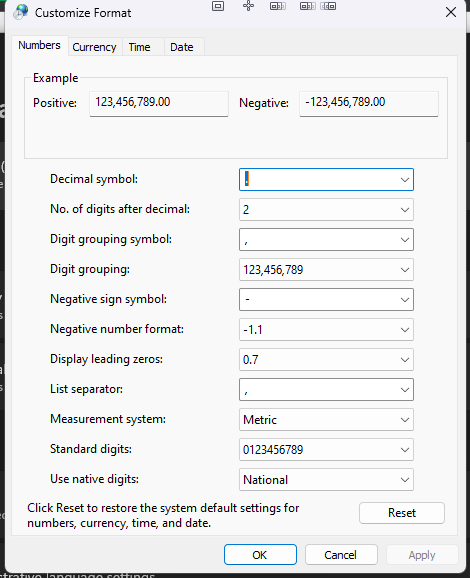 Customize Format
Numbers Currency Time Date
Example
Positive: 123,456,789.00 Negative: -123,456,789.00
Decimal symbol: .
No. of digits after decimal: 2
Digit grouping symbol: ,
Digit grouping: 123,456,789
Negative sign symbol: -
Negative number format: -1.1
Display leading zeros: 0.7
List separator: ,
Measurement system: Metric
Standard digits: 0123456789
Use native digits: National
Click Reset to restore the system default settings for
numbers, currency, time, and date.
Reset
OK Cancel Apply
language settings